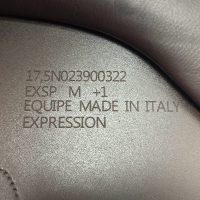 17,5N023900322
EXSP M +1
EQUIPE MADE IN ITALY
EXPRESSION